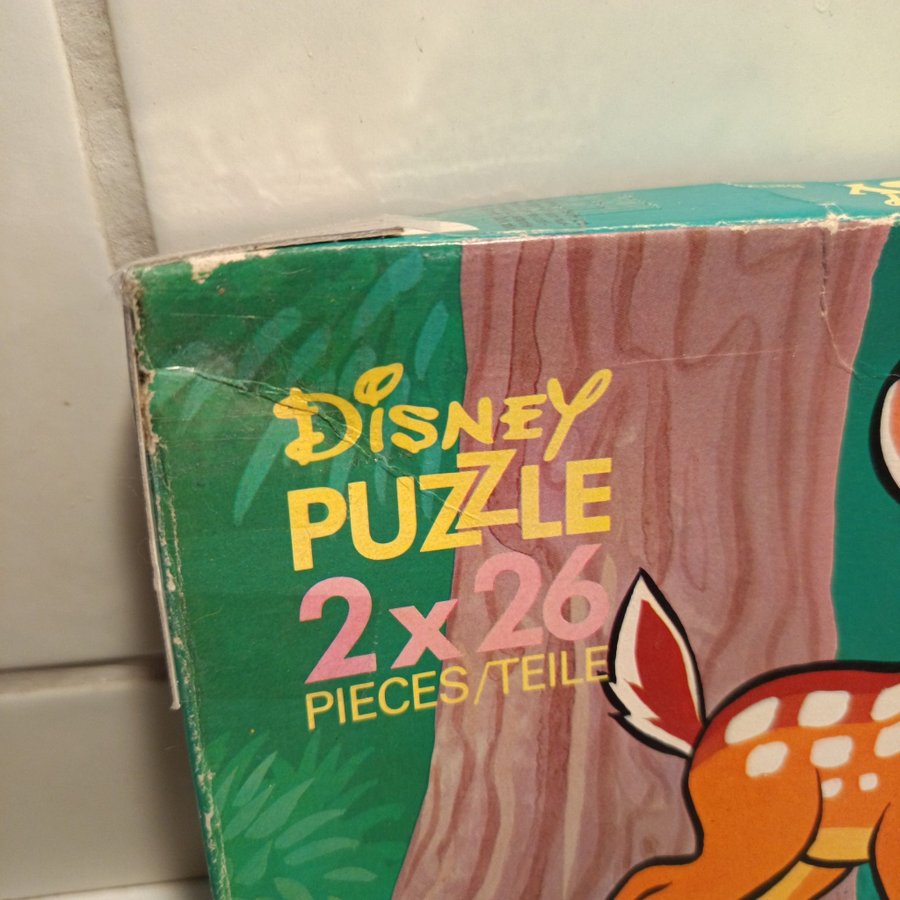 DiSNEY
PUZZLE
2 x 26
PIECES/TEILE